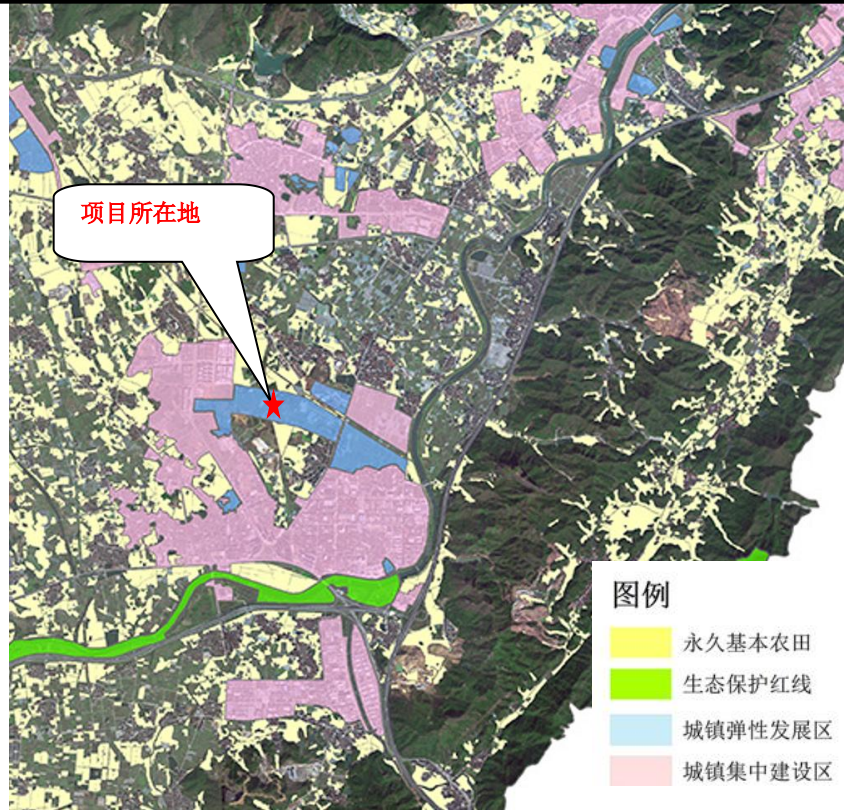 项目所在地
图例
永久基本农田
生态保护红线
城镇弹性发展区
城镇集中建设区